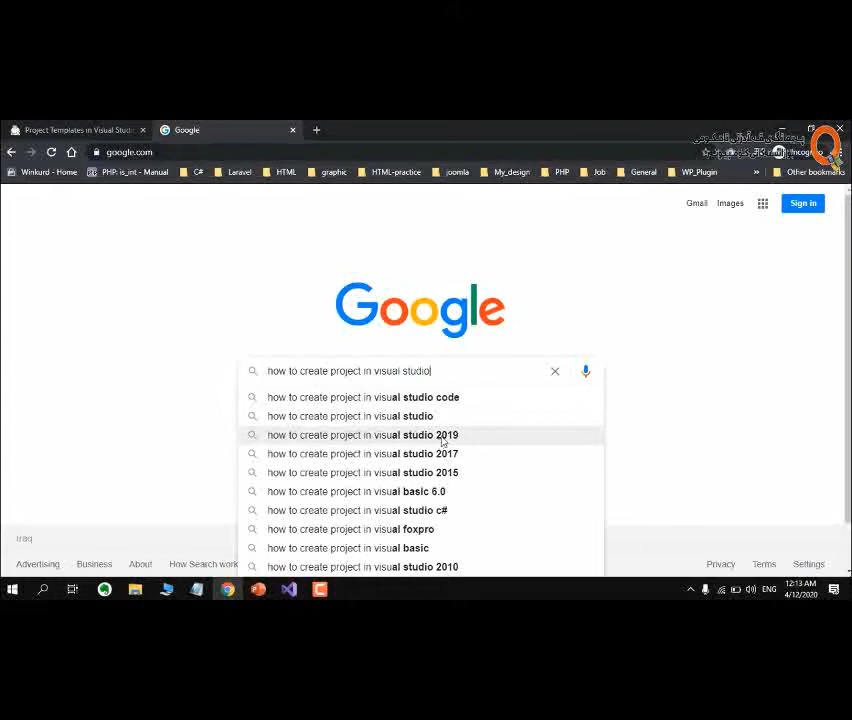 Project Templates in Visual Studi
Google
google.com
Incognito
Winkurd - Home
PHP: is_int - Manual
C#
Laravel
HTML
graphic
HTML-practice
joomla
My_design
PHP
Job
General
WP_Plugin
»
Other bookmarks
Gmail
Images
Sign in
Google
how to create project in visual studio
how to create project in visual studio code
how to create project in visual studio
how to create project in visual studio 2019
how to create project in visual studio 2017
how to create project in visual studio 2015
how to create project in visual basic 6.0
how to create project in visual studio c#
how to create project in visual foxpro
how to create project in visual basic
how to create project in visual studio 2010
Iraq
Advertising
Business
About
How Search work
Privacy
Terms
Settings
ENG
12:13 AM
4/12/2020